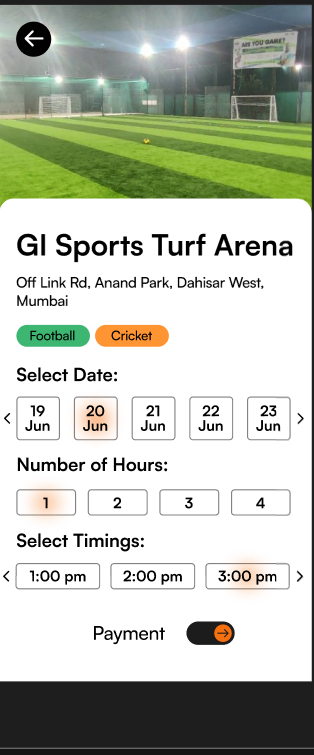 ARE YOU GAME?
GI Sports Turf Arena
Off Link Rd, Anand Park, Dahisar West,
Mumbai
Football Cricket
Select Date:
19 Jun 20 Jun 21 Jun 22 Jun 23 Jun
Number of Hours:
1 2 3 4
Select Timings:
1:00 pm 2:00 pm 3:00 pm
Payment